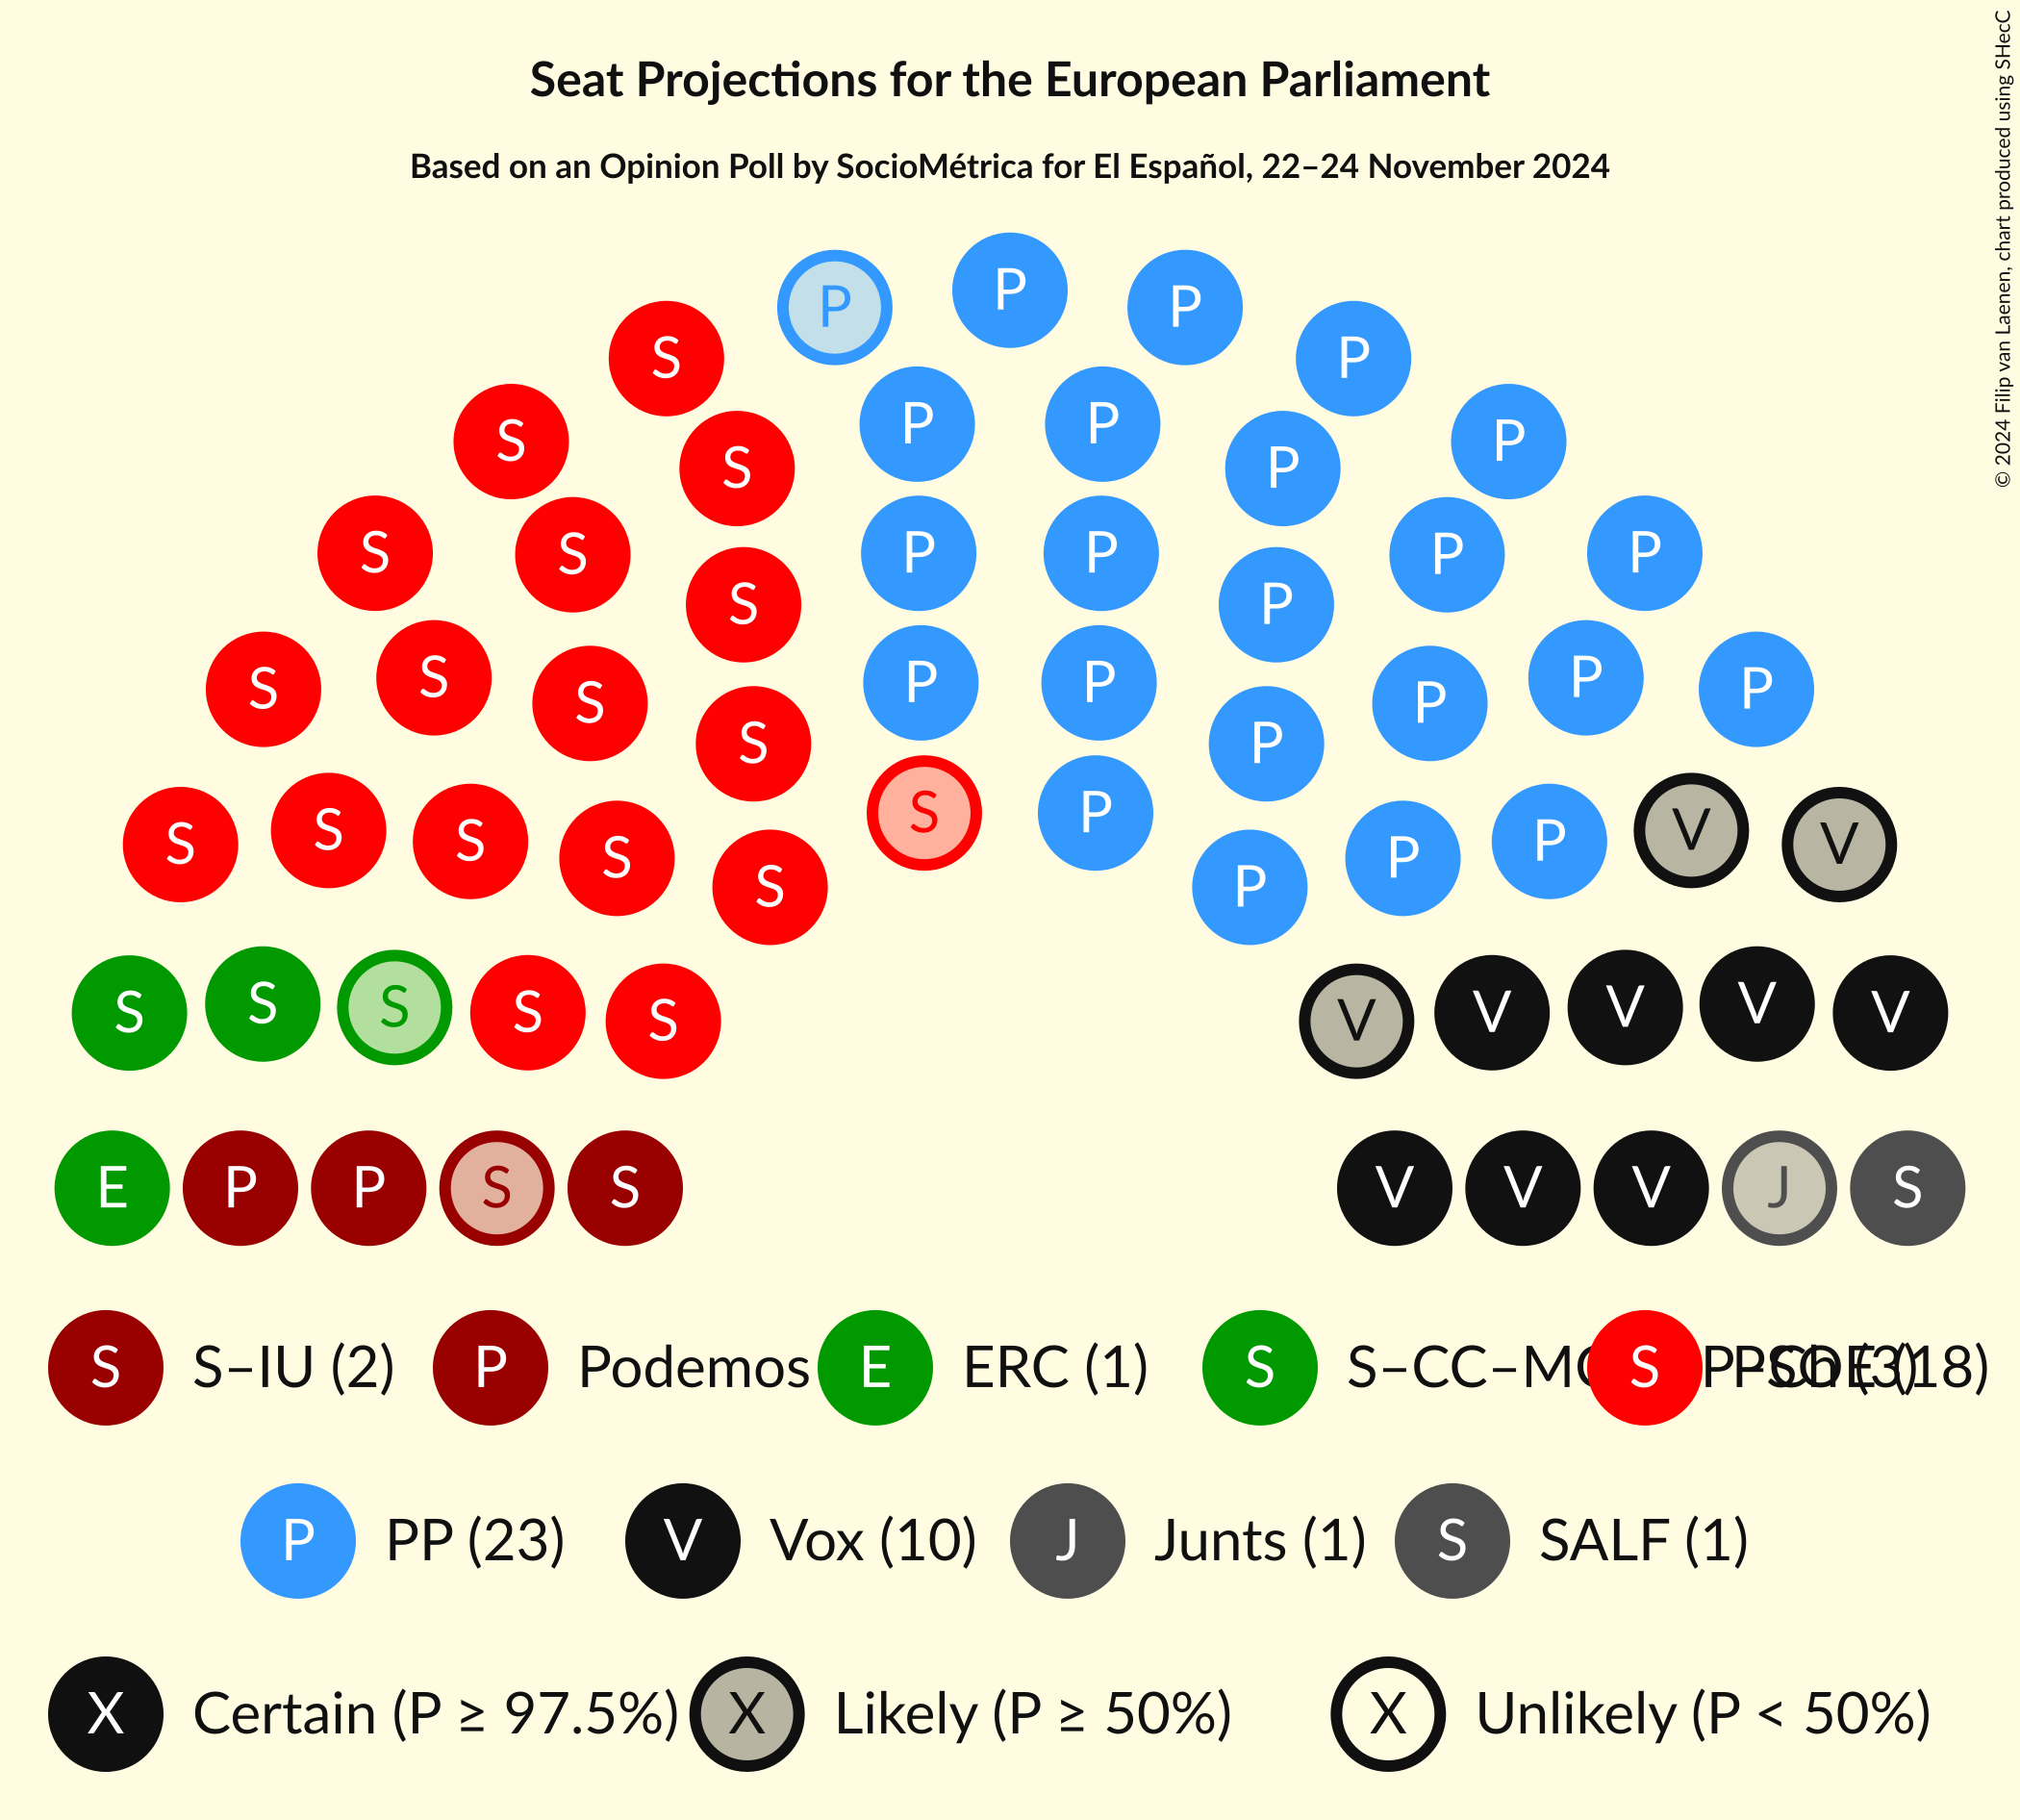 Seat Projections for the European Parliament
Based on an Opinion Poll by SocioMétrica for El Español, 22–24 November 2024
© 2024 Filip van Laenen, chart produced using SHecC
P P P
S P
S P P P
S P P
S S P P P P
S P
S S P P
S S P P P P
S S P P
S P
S S S S S P P P P V V
S S S S S V V V V V
E P P S S V V V J S
S S–IU (2) P Podemos E ERC (1) S S–CC–M S PSOE (18)
P PP (23) V Vox (10) J Junts (1) S SALF (1)
X Certain (P ≥ 97.5%) X Likely (P ≥ 50%) X Unlikely (P < 50%)